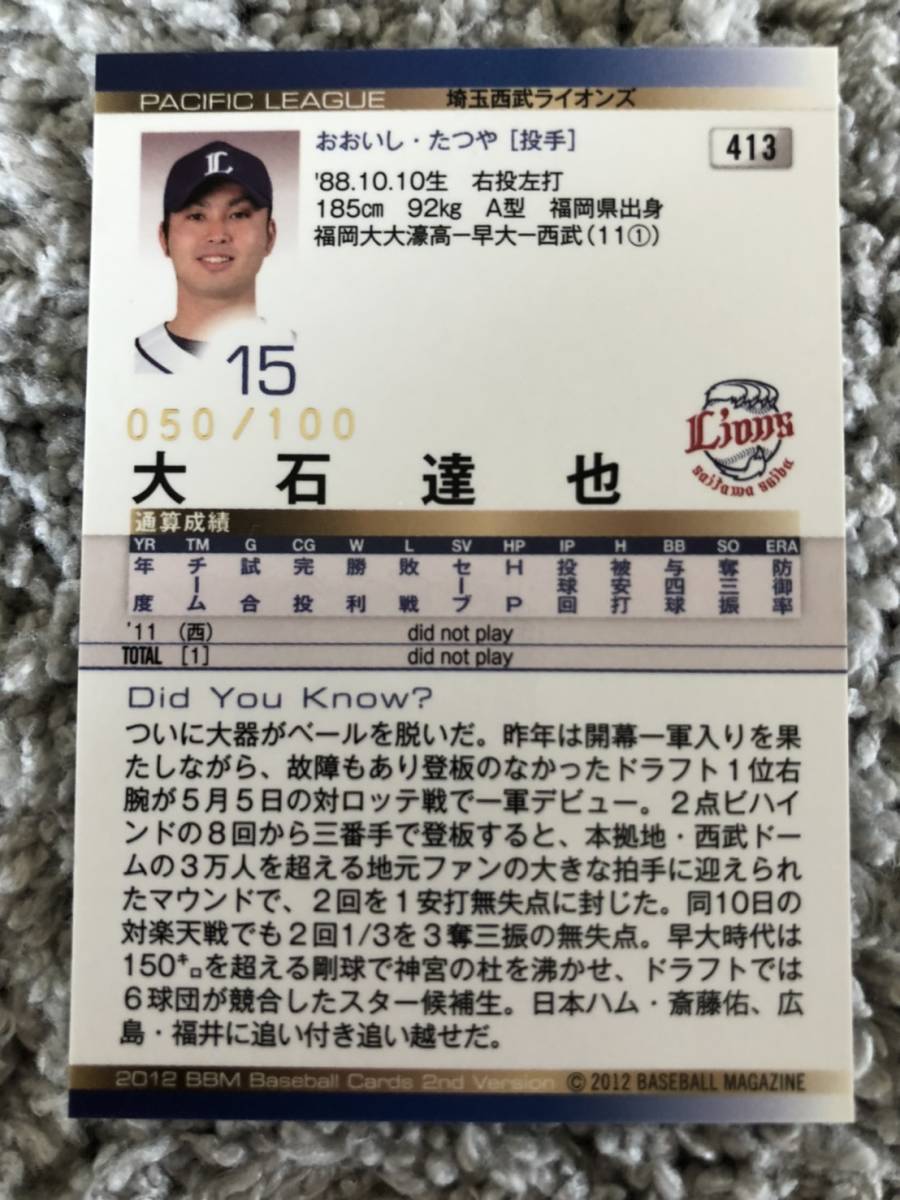 PACIFIC LEAGUE 埼玉西武ライオンズ
おおいし・たつや［投手］
413
'88.10.10生 右投左打
185cm 92kg A型 福岡県出身
福岡大大濠高ー早大ー西武（11①）
L
15
050/100
Lions
saitama seibu
大石達也
通算成績
YR TM G CG W L SV HP IP H BB SO ERA
年度 チーム 試合 完投 勝利 敗戦 セーブ HP 投球回 被安打 与四球 奪三振 防御率
'11 （西） did not play
TOTAL ［1］ did not play
Did You Know?
ついに大器がベールを脱いだ。昨年は開幕一軍入りを果
たしながら、故障もあり登板のなかったドラフト１位右
腕が５月５日の対ロッテ戦で一軍デビュー。２点ビハイ
ンドの８回から三番手で登板すると、本拠地・西武ドー
ムの３万人を超える地元ファンの大きな拍手に迎えられ
たマウンドで、２回を１安打無失点に封じた。同10日の
対楽天戦でも２回1/3を３奪三振の無失点。早大時代は
150㌔を超える剛球で神宮の杜を沸かせ、ドラフトでは
６球団が競合したスター候補生。日本ハム・斎藤佑、広
島・福井に追い付き追い越せだ。
2012 BBM Baseball Cards 2nd Version © 2012 BASEBALL MAGAZINE